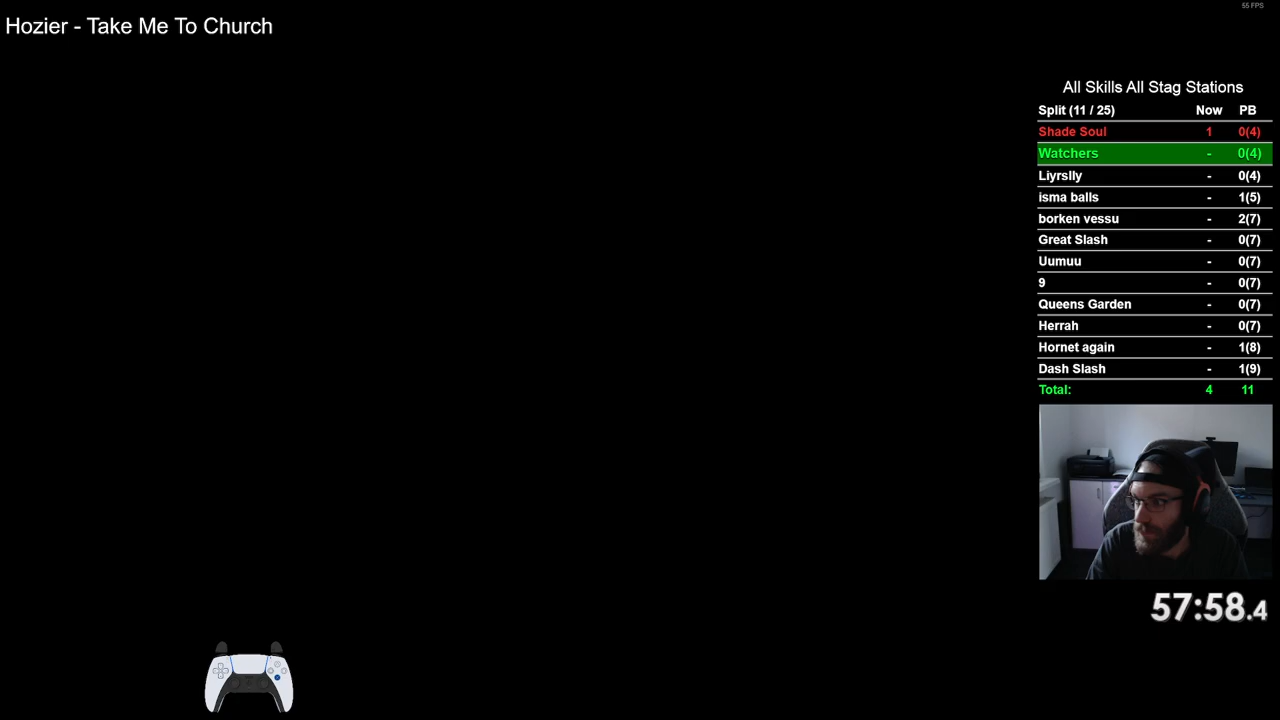 55 FPS
Hozier - Take Me To Church
All Skills All Stag Stations
Split (11 / 25) Now PB
Shade Soul 1 0(4)
Watchers - 0(4)
Liyrslly - 0(4)
isma balls - 1(5)
borken vessu - 2(7)
Great Slash - 0(7)
Uumuu - 0(7)
9 - 0(7)
Queens Garden - 0(7)
Herrah - 0(7)
Hornet again - 1(8)
Dash Slash - 1(9)
Total: 4 11
57:58.4